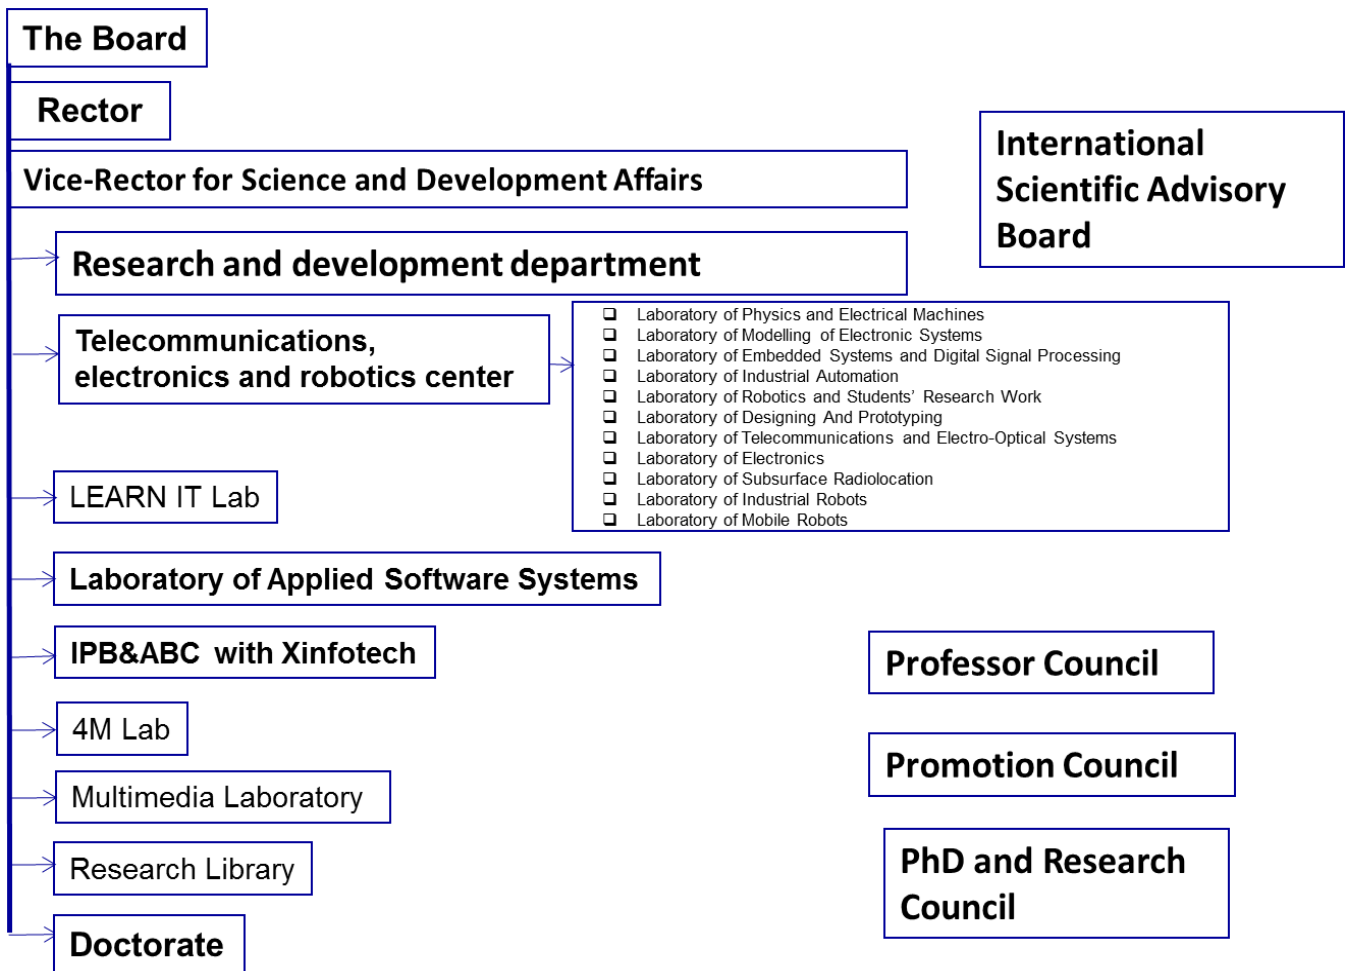 The Board
Rector
Vice-Rector for Science and Development Affairs
International
Scientific Advisory
Board
Research and development department
Telecommunications,
electronics and robotics center
Laboratory of Physics and Electrical Machines
Laboratory of Modelling of Electronic Systems
Laboratory of Embedded Systems and Digital Signal Processing
Laboratory of Industrial Automation
Laboratory of Robotics and Students’ Research Work
Laboratory of Designing And Prototyping
Laboratory of Telecommunications and Electro-Optical Systems
Laboratory of Electronics
Laboratory of Subsurface Radiolocation
Laboratory of Industrial Robots
Laboratory of Mobile Robots
LEARN IT Lab
Laboratory of Applied Software Systems
IPB&ABC with Xinfotech
4M Lab
Multimedia Laboratory
Research Library
Doctorate
Professor Council
Promotion Council
PhD and Research
Council